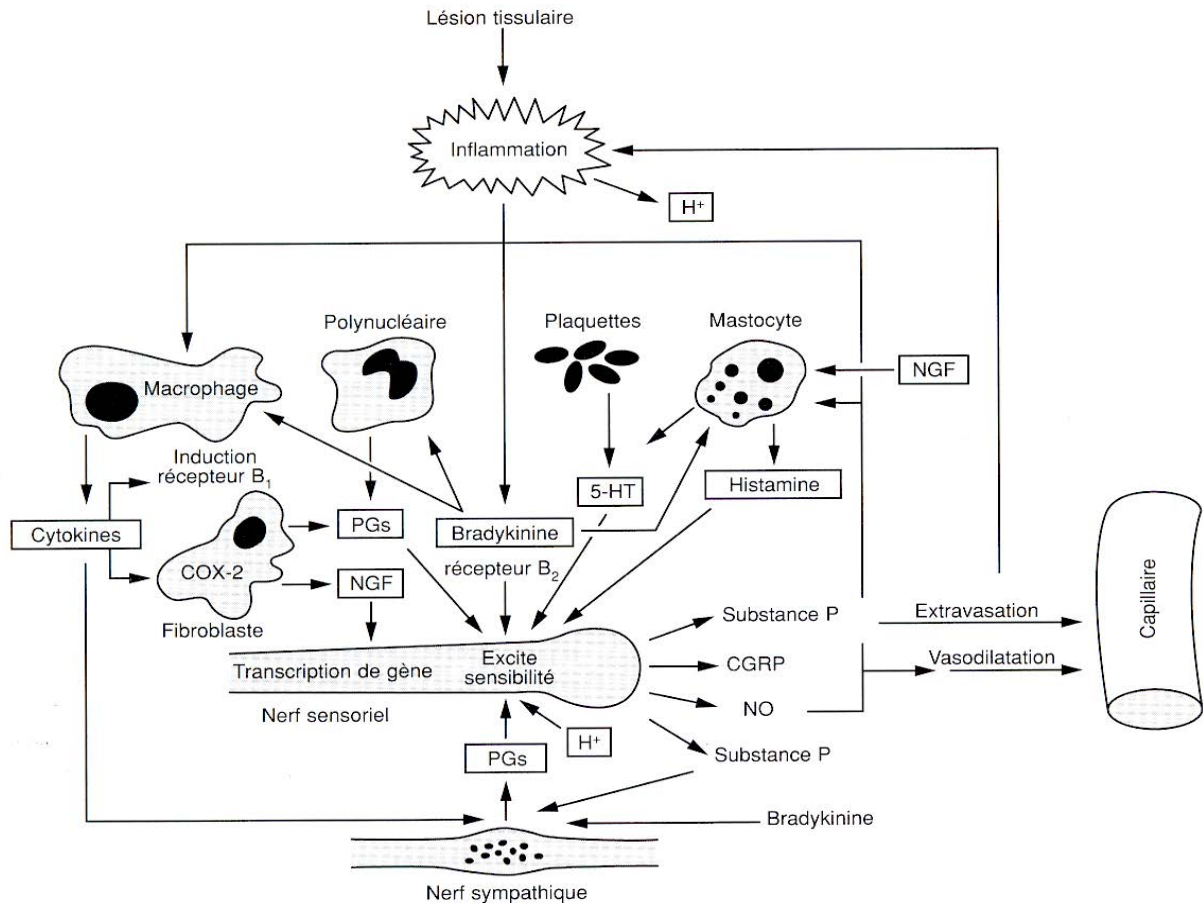 Lésion tissulaire
Inflammation
H+
Polynucléaire
Plaquettes
Mastocyte
NGF
Macrophage
Induction
récepteur B1
5-HT
Histamine
Cytokines
PGs
Bradykinine
récepteur B2
COX-2
NGF
Fibroblaste
Substance P
Extravasation
Capillaire
Transcription de gène
Excite
sensibilité
CGRP
Vasodilatation
Nerf sensoriel
NO
H+
PGs
Substance P
Bradykinine
Nerf sympathique